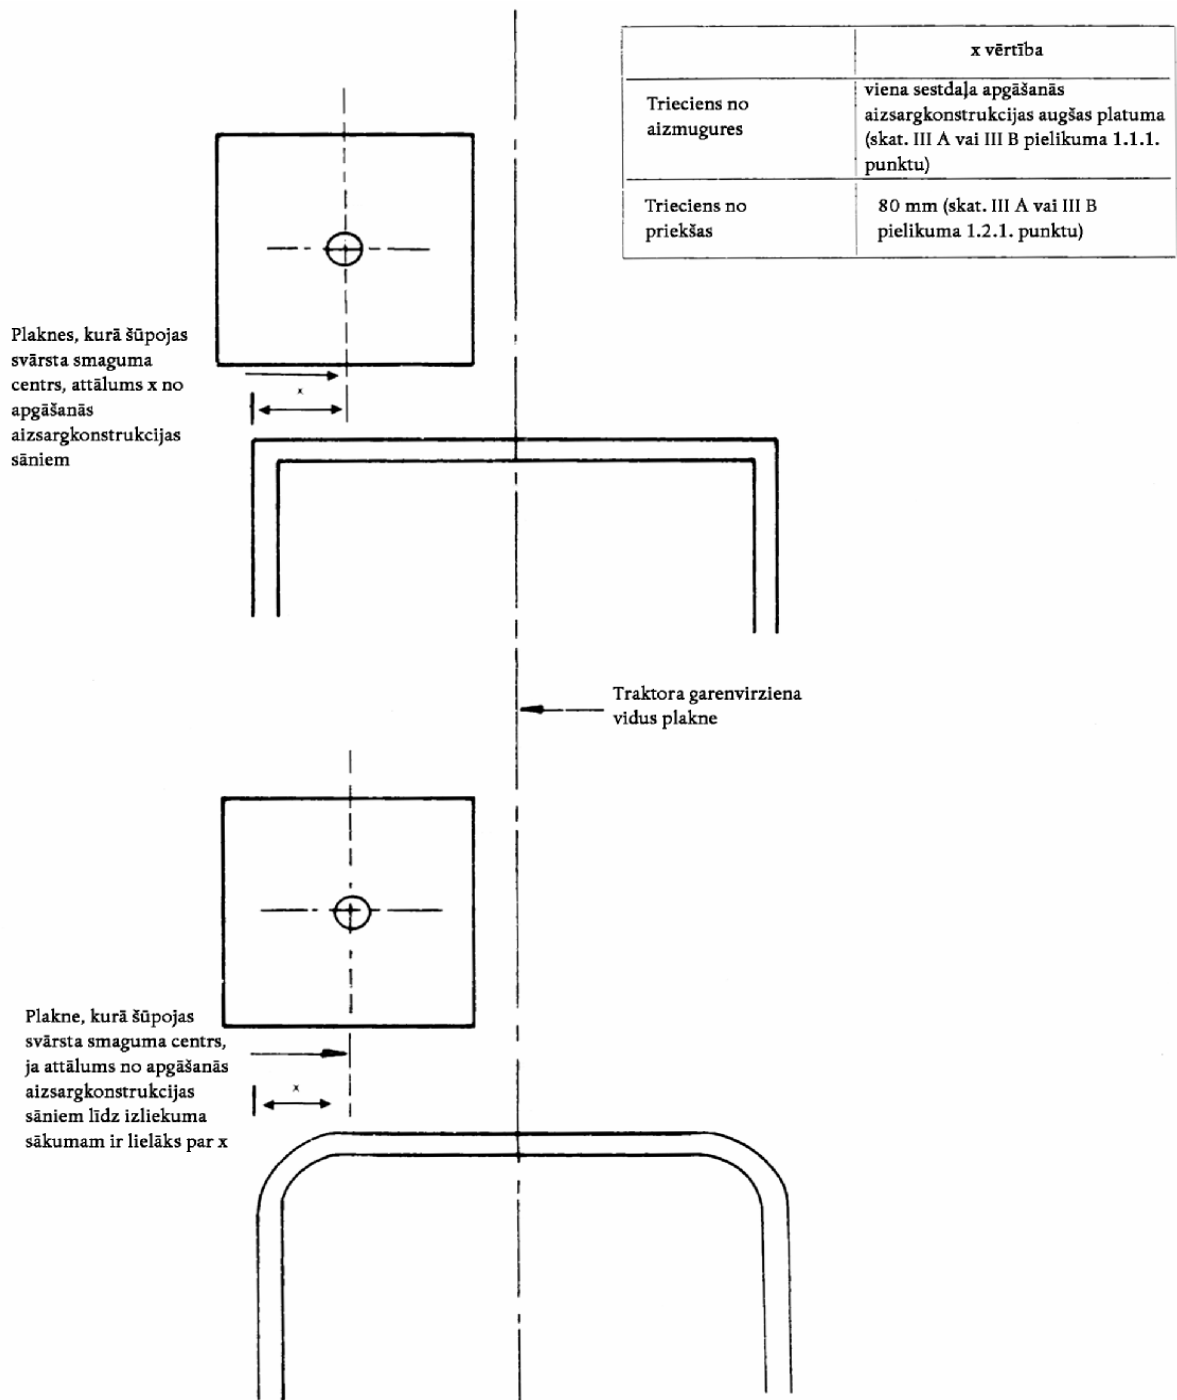 x vērtība
Trieciens no
aizmugures
viena sestdaļa apgāšanās
aizsargkonstrukcijas augšas platuma
(skat. III A vai III B pielikuma 1.1.1.
punktu)
Trieciens no
priekšas
80 mm (skat. III A vai III B
pielikuma 1.2.1. punktu)
Plaknes, kurā šūpojas
svārsta smaguma
centrs, attālums x no
apgāšanās
aizsargkonstrukcijas
sāniem
x
Traktora garenvirziena
vidus plakne
Plakne, kurā šūpojas
svārsta smaguma centrs,
ja attālums no apgāšanās
aizsargkonstrukcijas
sāniem līdz izliekuma
sākumam ir lielāks par x
x